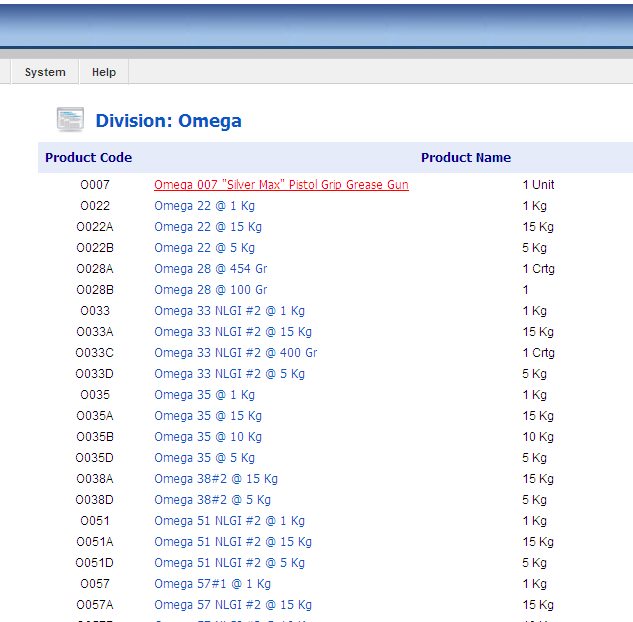 System Help
Division: Omega
Product Code Product Name
O007 Omega 007 "Silver Max" Pistol Grip Grease Gun 1 Unit
O022 Omega 22 @ 1 Kg 1 Kg
O022A Omega 22 @ 15 Kg 15 Kg
O022B Omega 22 @ 5 Kg 5 Kg
O028A Omega 28 @ 454 Gr 1 Crtg
O028B Omega 28 @ 100 Gr 1
O033 Omega 33 NLGI #2 @ 1 Kg 1 Kg
O033A Omega 33 NLGI #2 @ 15 Kg 15 Kg
O033C Omega 33 NLGI #2 @ 400 Gr 1 Crtg
O033D Omega 33 NLGI #2 @ 5 Kg 5 Kg
O035 Omega 35 @ 1 Kg 1 Kg
O035A Omega 35 @ 15 Kg 15 Kg
O035B Omega 35 @ 10 Kg 10 Kg
O035D Omega 35 @ 5 Kg 5 Kg
O038A Omega 38#2 @ 15 Kg 15 Kg
O038D Omega 38#2 @ 5 Kg 5 Kg
O051 Omega 51 NLGI #2 @ 1 Kg 1 Kg
O051A Omega 51 NLGI #2 @ 15 Kg 15 Kg
O051D Omega 51 NLGI #2 @ 5 Kg 5 Kg
O057 Omega 57#1 @ 1 Kg 1 Kg
O057A Omega 57 NLGI #2 @ 15 Kg 15 Kg